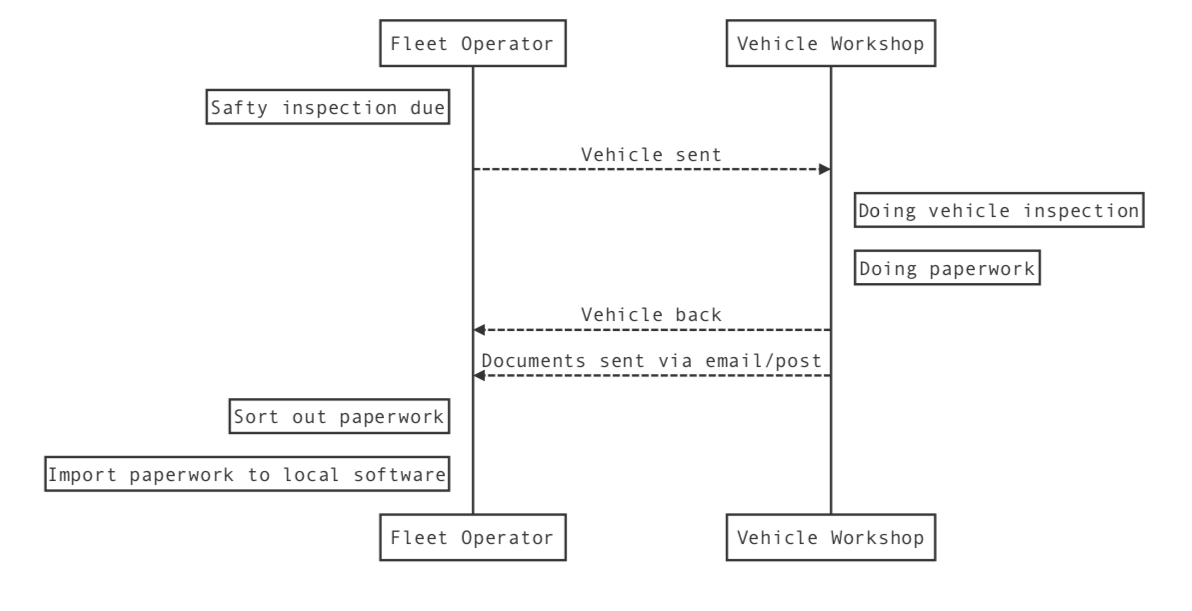 Fleet Operator
Vehicle Workshop
Safty inspection due
Vehicle sent
Doing vehicle inspection
Doing paperwork
Vehicle back
Documents sent via email/post
Sort out paperwork
Import paperwork to local software
Fleet Operator
Vehicle Workshop